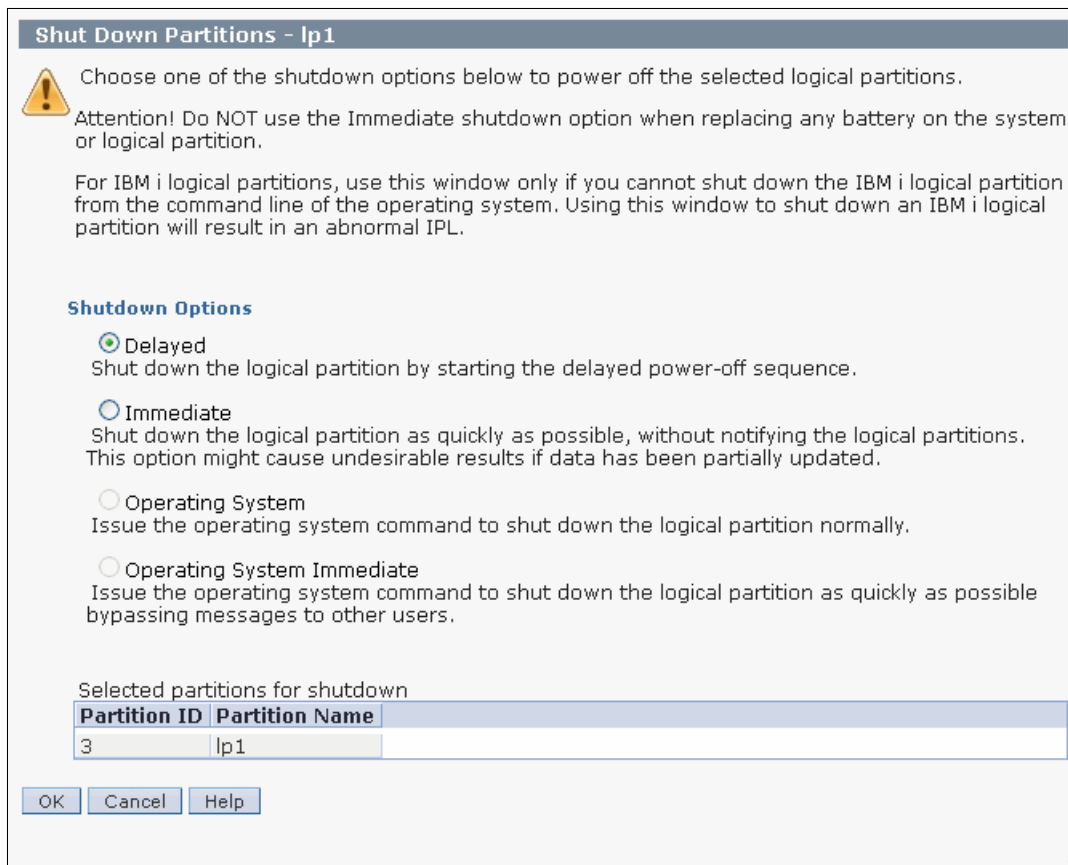 Shut Down Partitions - lp1
Choose one of the shutdown options below to power off the selected logical partitions.
Attention! Do NOT use the Immediate shutdown option when replacing any battery on the system
or logical partition.
For IBM i logical partitions, use this window only if you cannot shut down the IBM i logical partition
from the command line of the operating system. Using this window to shut down an IBM i logical
partition will result in an abnormal IPL.
Shutdown Options
Delayed
Shut down the logical partition by starting the delayed power-off sequence.
Immediate
Shut down the logical partition as quickly as possible, without notifying the logical partitions.
This option might cause undesirable results if data has been partially updated.
Operating System
Issue the operating system command to shut down the logical partition normally.
Operating System Immediate
Issue the operating system command to shut down the logical partition as quickly as possible
bypassing messages to other users.
Selected partitions for shutdown
Partition ID Partition Name
3 lp1
OK Cancel Help